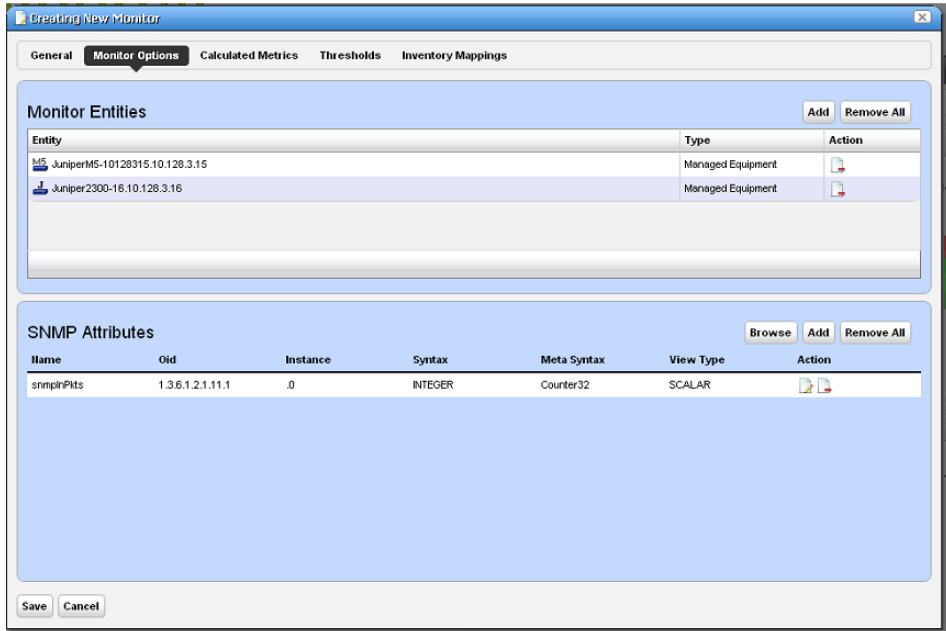 Creating New Monitor
General Monitor Options Calculated Metrics Thresholds Inventory Mappings
Monitor Entities Add Remove All
Entity Type Action
M5 JuniperM5-10128315.10.128.3.15 Managed Equipment
J Juniper2300-16.10.128.3.16 Managed Equipment
SNMP Attributes Browse Add Remove All
Name Oid Instance Syntax Meta Syntax View Type Action
snmpInPkts 1.3.6.1.2.1.11.1 .0 INTEGER Counter32 SCALAR
Save Cancel